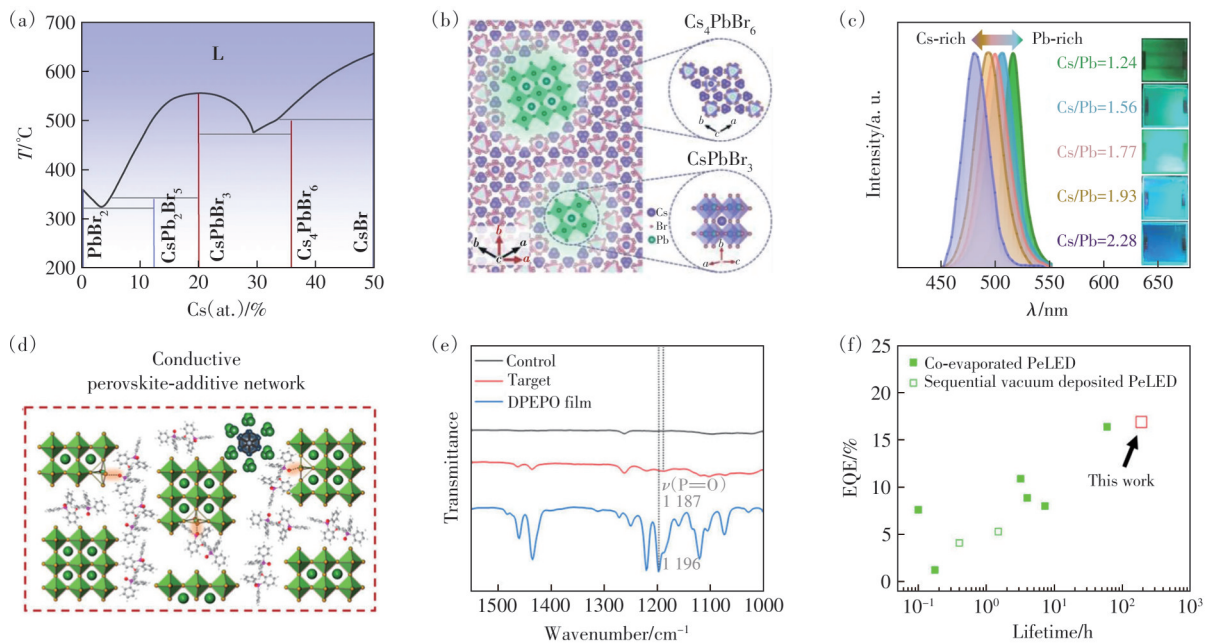 (a)
700
600
500
400
300
200
T/°C
L
PbBr2
CsPb2Br5
CsPbBr3
Cs4PbBr6
CsBr
0
10
20
30
40
50
Cs(at.)/%
(b)
Cs4PbBr6
b
a
c
CsPbBr3
Cs
Br
Pb
b
b
a
c
a
b
a
c
(c)
Cs-rich
Pb-rich
Cs/Pb=1.24
Cs/Pb=1.56
Cs/Pb=1.77
Cs/Pb=1.93
Cs/Pb=2.28
Intensity/a. u.
450
500
550
600
650
λ/nm
(d)
Conductive
perovskite-additive network
(e)
Control
Target
DPEPO film
Transmittance
ν(P=O)
1 187
1 196
1500
1400
1300
1200
1100
1000
Wavenumber/cm⁻¹
(f)
25
20
15
10
5
0
EQE/%
Co-evaporated PeLED
Sequential vacuum deposited PeLED
This work
10⁻¹
10⁰
10¹
10²
10³
Lifetime/h